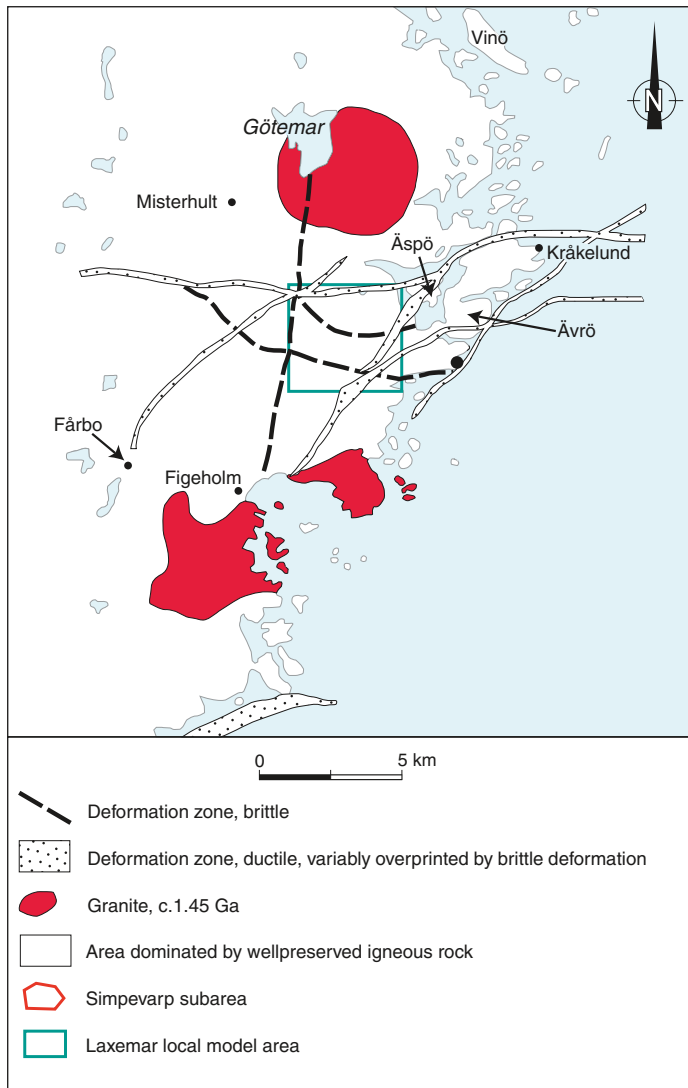 Vinö
N
Götemar
Misterhult
Äspö
Kråkelund
Ävrö
Fårbo
Figeholm
0 5 km
Deformation zone, brittle
Deformation zone, ductile, variably overprinted by brittle deformation
Granite, c.1.45 Ga
Area dominated by wellpreserved igneous rock
Simpevarp subarea
Laxemar local model area